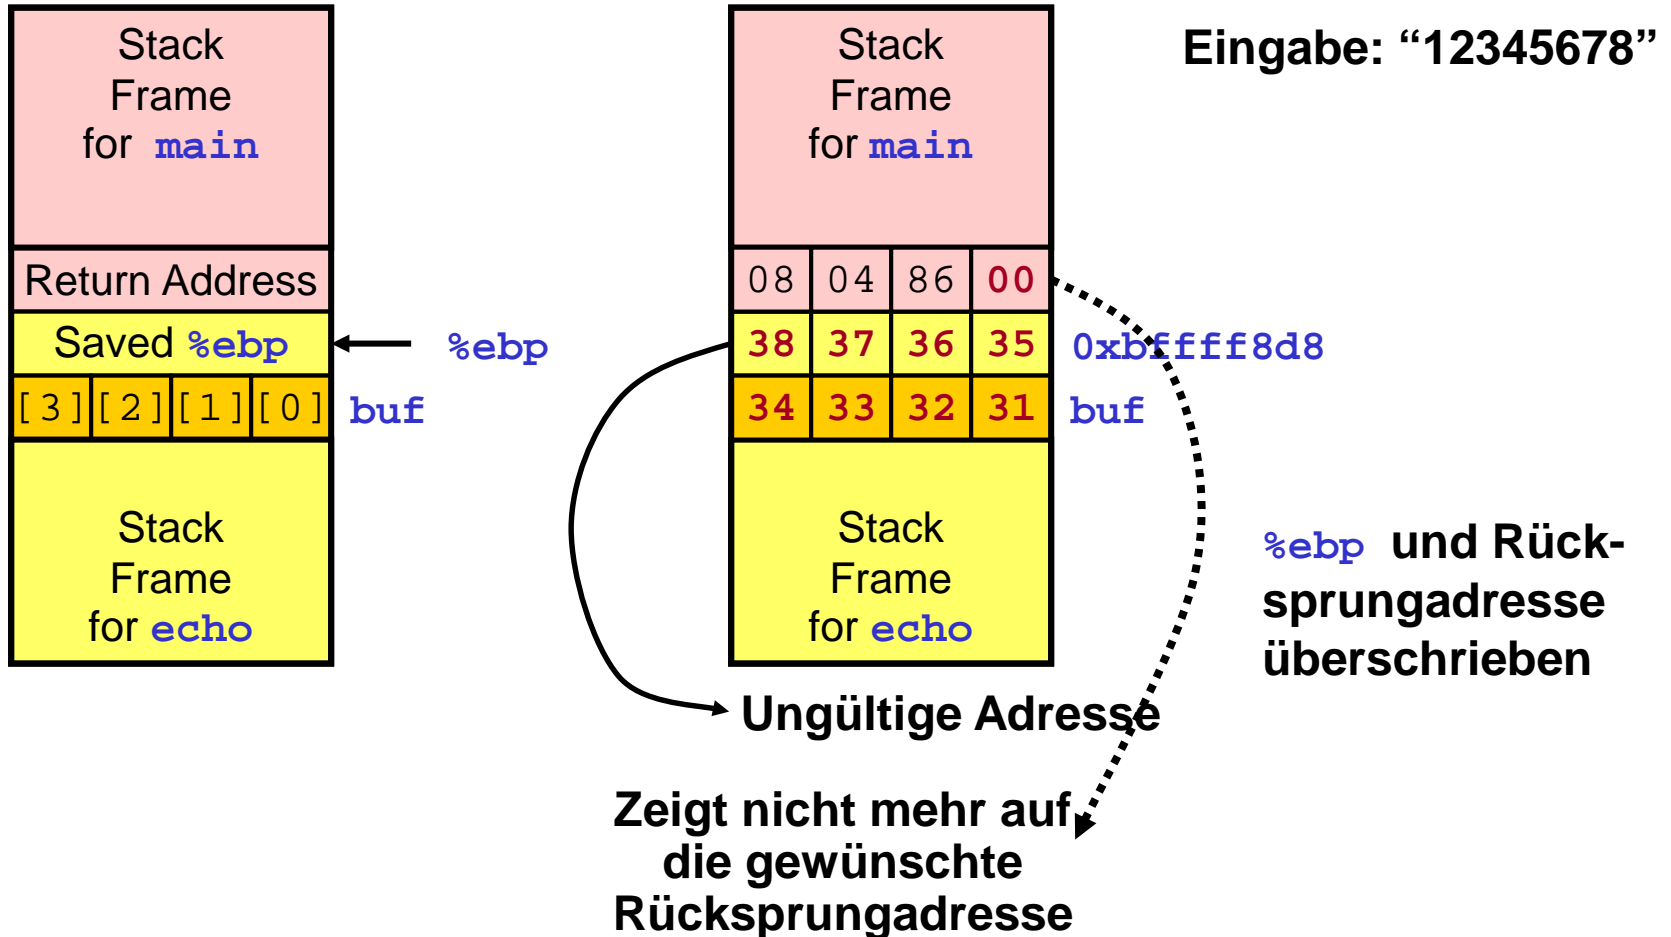 Stack
Frame
for main
Return Address
Saved %ebp
%ebp
[3] [2] [1] [0]
buf
Stack
Frame
for echo
Stack
Frame
for main
08 04 86 00
38 37 36 35
0xbffff8d8
34 33 32 31
buf
Stack
Frame
for echo
Eingabe: “12345678”
%ebp und Rück-
sprungadresse
überschrieben
Ungültige Adresse
Zeigt nicht mehr auf
die gewünschte
Rücksprungadresse